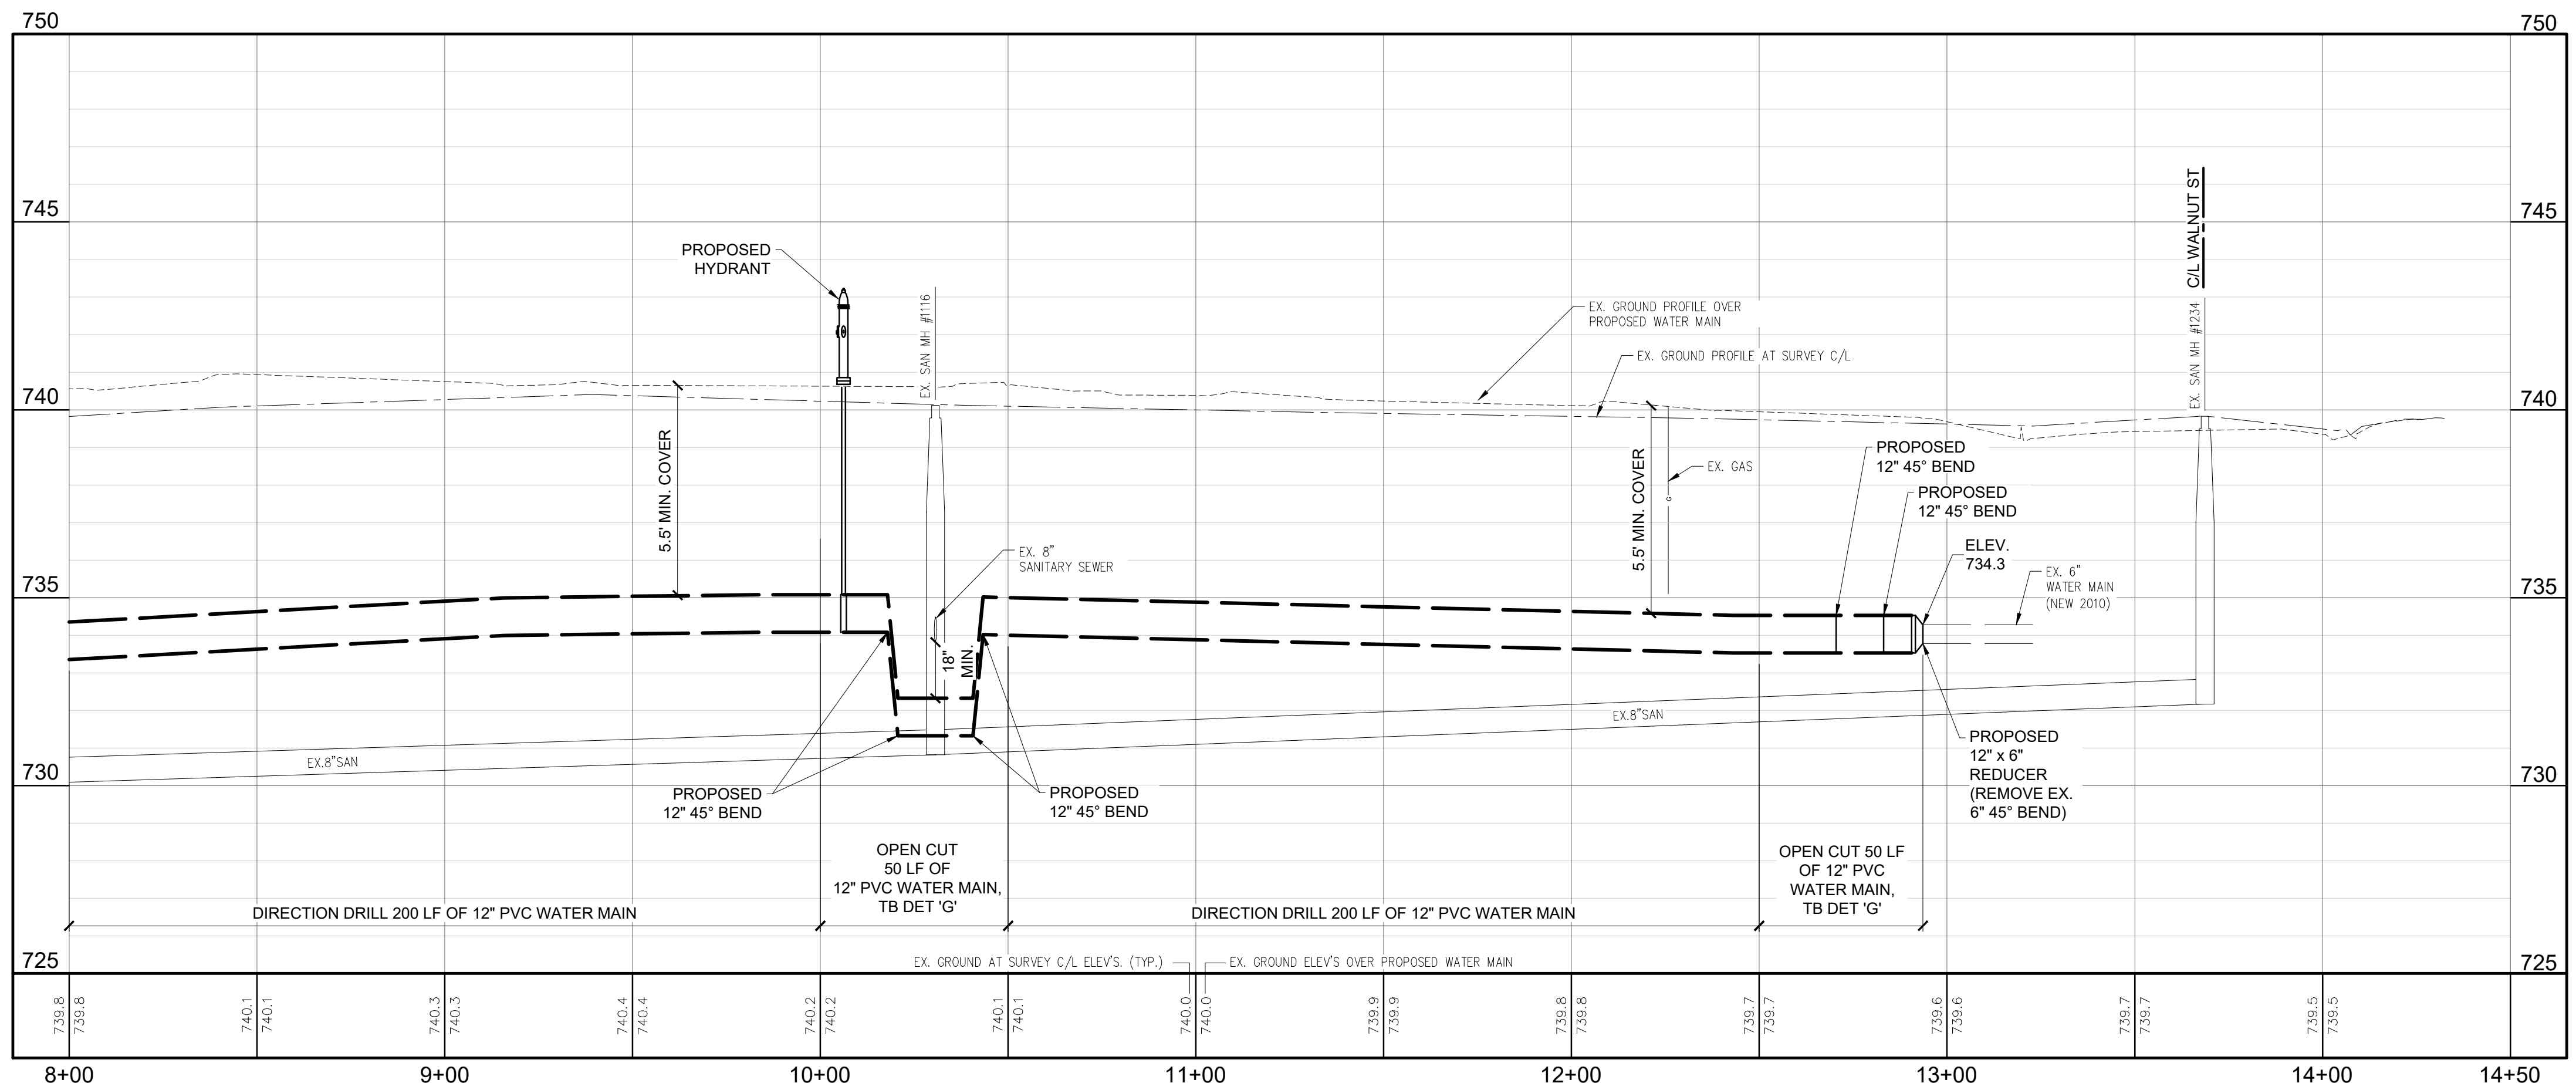 750
750
745
745
740
740
735
735
730
730
725
725
C/L WALNUT ST
EX. SAN MH #1234
PROPOSED
HYDRANT
EX. SAN MH #1116
EX. GROUND PROFILE OVER
PROPOSED WATER MAIN
EX. GROUND PROFILE AT SURVEY C/L
5.5' MIN. COVER
5.5' MIN. COVER
EX. GAS
G
PROPOSED
12" 45° BEND
PROPOSED
12" 45° BEND
ELEV.
734.3
EX. 6"
WATER MAIN
(NEW 2010)
EX. 8"
SANITARY SEWER
18"
MIN.
EX.8"SAN
EX.8"SAN
PROPOSED
12" 45° BEND
PROPOSED
12" 45° BEND
PROPOSED
12" x 6"
REDUCER
(REMOVE EX.
6" 45° BEND)
DIRECTION DRILL 200 LF OF 12" PVC WATER MAIN
OPEN CUT
50 LF OF
12" PVC WATER MAIN,
TB DET 'G'
DIRECTION DRILL 200 LF OF 12" PVC WATER MAIN
OPEN CUT 50 LF
OF 12" PVC
WATER MAIN,
TB DET 'G'
EX. GROUND AT SURVEY C/L ELEV'S. (TYP.)
EX. GROUND ELEV'S OVER PROPOSED WATER MAIN
739.8
739.8
740.1
740.1
740.3
740.3
740.4
740.4
740.2
740.2
740.1
740.1
740.0
740.0
739.9
739.9
739.8
739.8
739.7
739.7
739.6
739.6
739.7
739.7
739.5
739.5
8+00
9+00
10+00
11+00
12+00
13+00
14+00
14+50